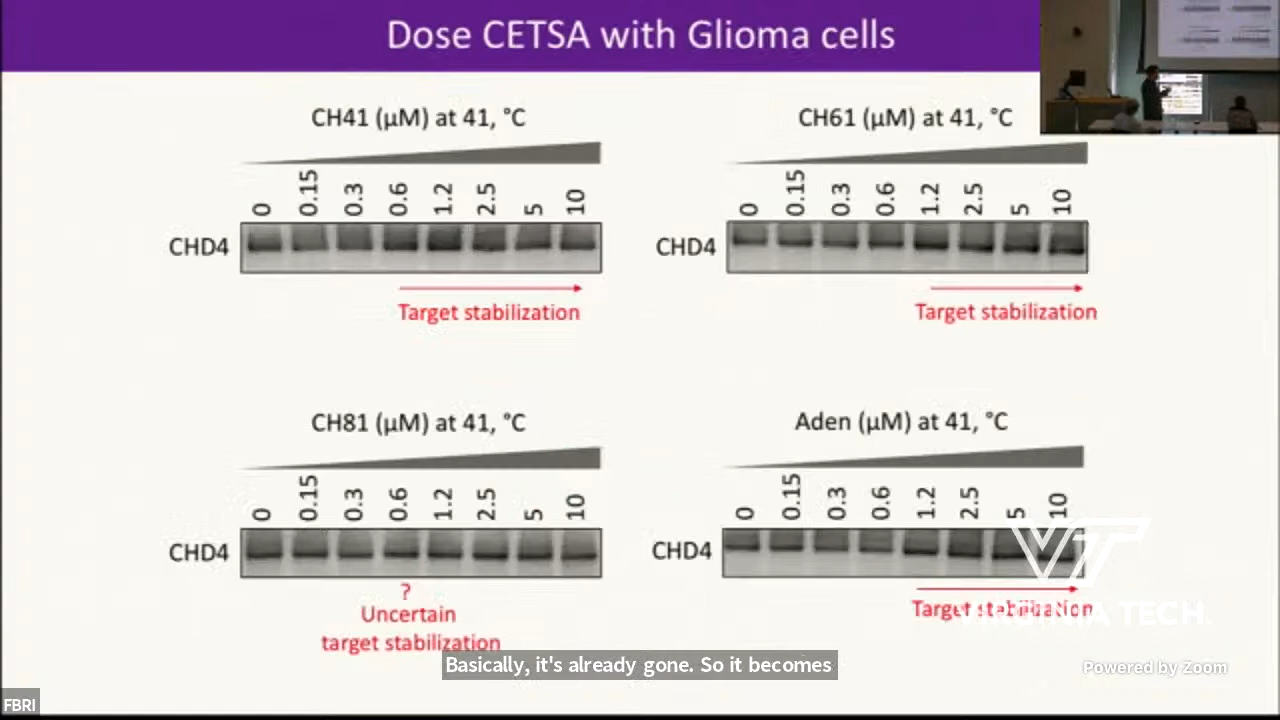 Dose CETSA with Glioma cells
CH41 (µM) at 41, °C
0 0.15 0.3 0.6 1.2 2.5 5 10
CHD4
Target stabilization
CH61 (µM) at 41, °C
0 0.15 0.3 0.6 1.2 2.5 5 10
CHD4
Target stabilization
CH81 (µM) at 41, °C
0 0.15 0.3 0.6 1.2 2.5 5 10
CHD4
?
Uncertain
target stabilization
Aden (µM) at 41, °C
0 0.15 0.3 0.6 1.2 2.5 5 10
CHD4
Target stabilization
VT
VIRGINIA TECH.
Basically, it's already gone. So it becomes
Powered by Zoom
FBRI